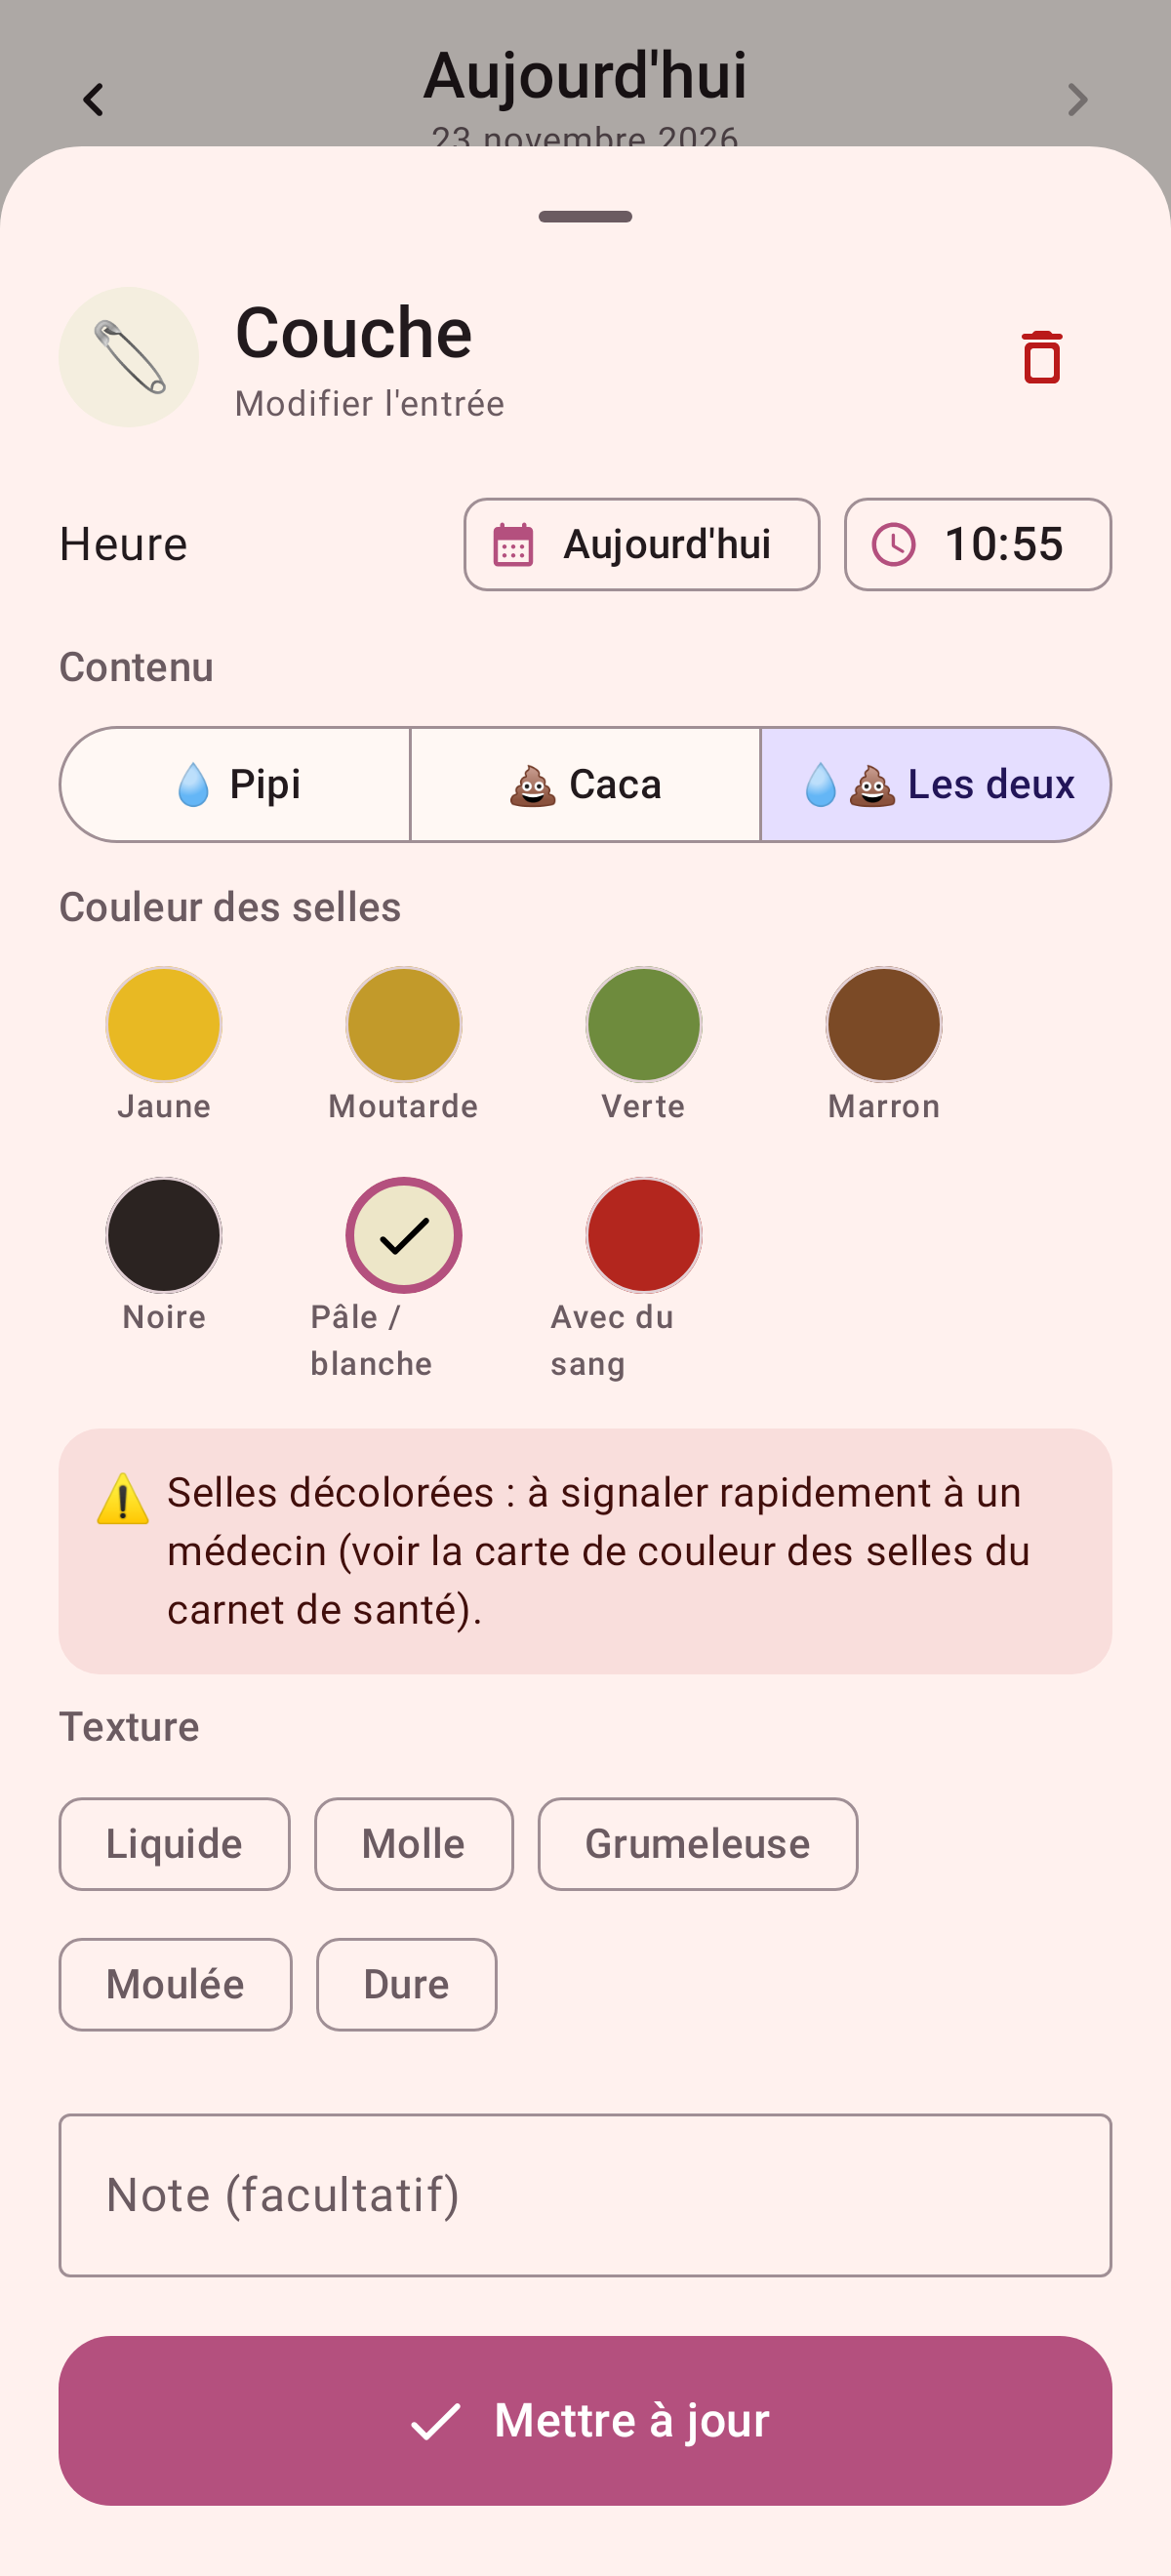 Aujourd'hui
23 novembre 2026
Couche
Modifier l'entrée
Heure
Aujourd'hui
10:55
Contenu
Pipi
Caca
Les deux
Couleur des selles
Jaune
Moutarde
Verte
Marron
Noire
Pâle /
blanche
Avec du
sang
Selles décolorées : à signaler rapidement à un
médecin (voir la carte de couleur des selles du
carnet de santé).
Texture
Liquide
Molle
Grumeleuse
Moulée
Dure
Note (facultatif)
Mettre à jour